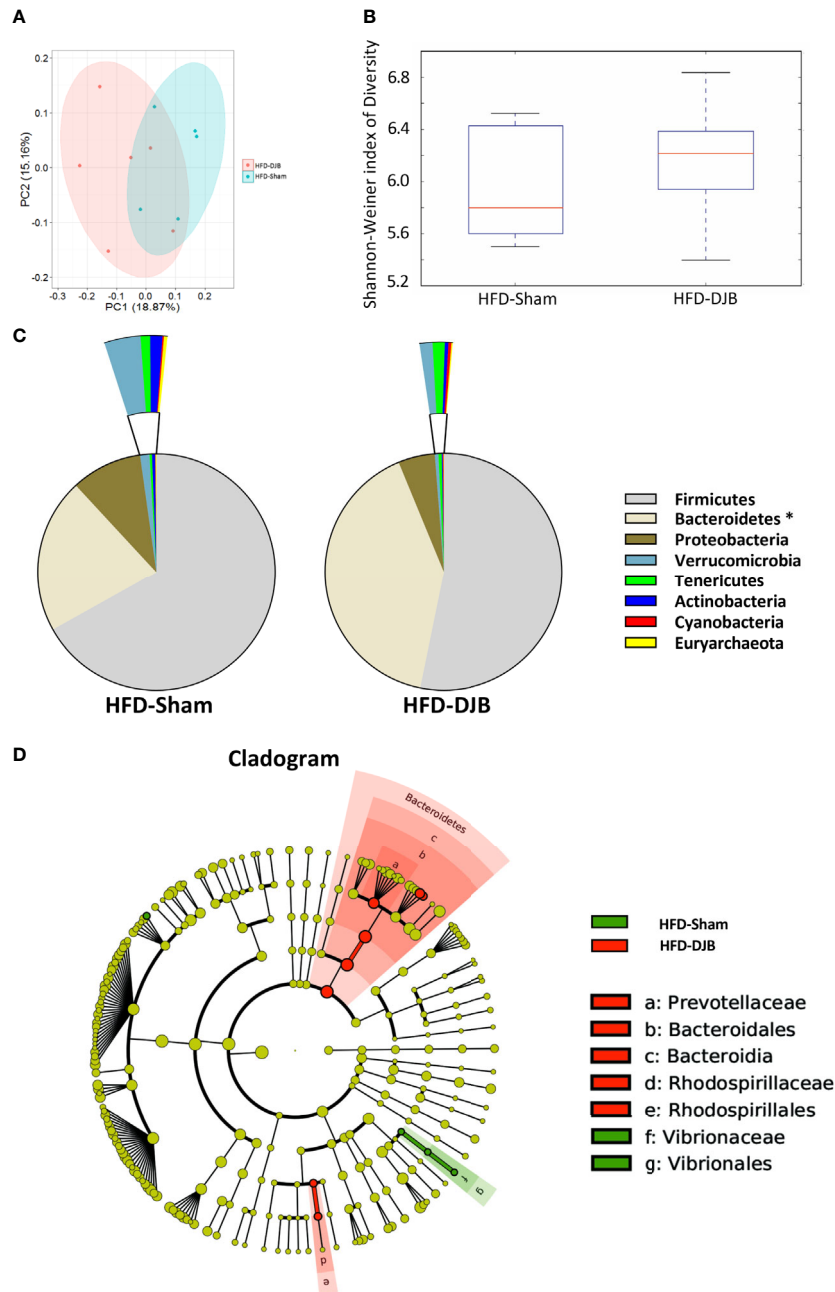 A
0.2
0.1
0.0
-0.1
-0.2
PC2 (15.16%)
-0.3 -0.2 -0.1 0.0 0.1 0.2
PC1 (18.87%)
HFD-DJB
HFD-Sham
B
Shannon-Weiner index of Diversity
6.8
6.4
6.0
5.6
5.2
HFD-Sham HFD-DJB
C
HFD-Sham
HFD-DJB
Firmicutes
Bacteroidetes *
Proteobacteria
Verrucomicrobia
Tenericutes
Actinobacteria
Cyanobacteria
Euryarchaeota
D
Cladogram
Bacteroidetes
c
b
a
f
g
d
e
HFD-Sham
HFD-DJB
a: Prevotellaceae
b: Bacteroidales
c: Bacteroidia
d: Rhodospirillaceae
e: Rhodospirillales
f: Vibrionaceae
g: Vibrionales